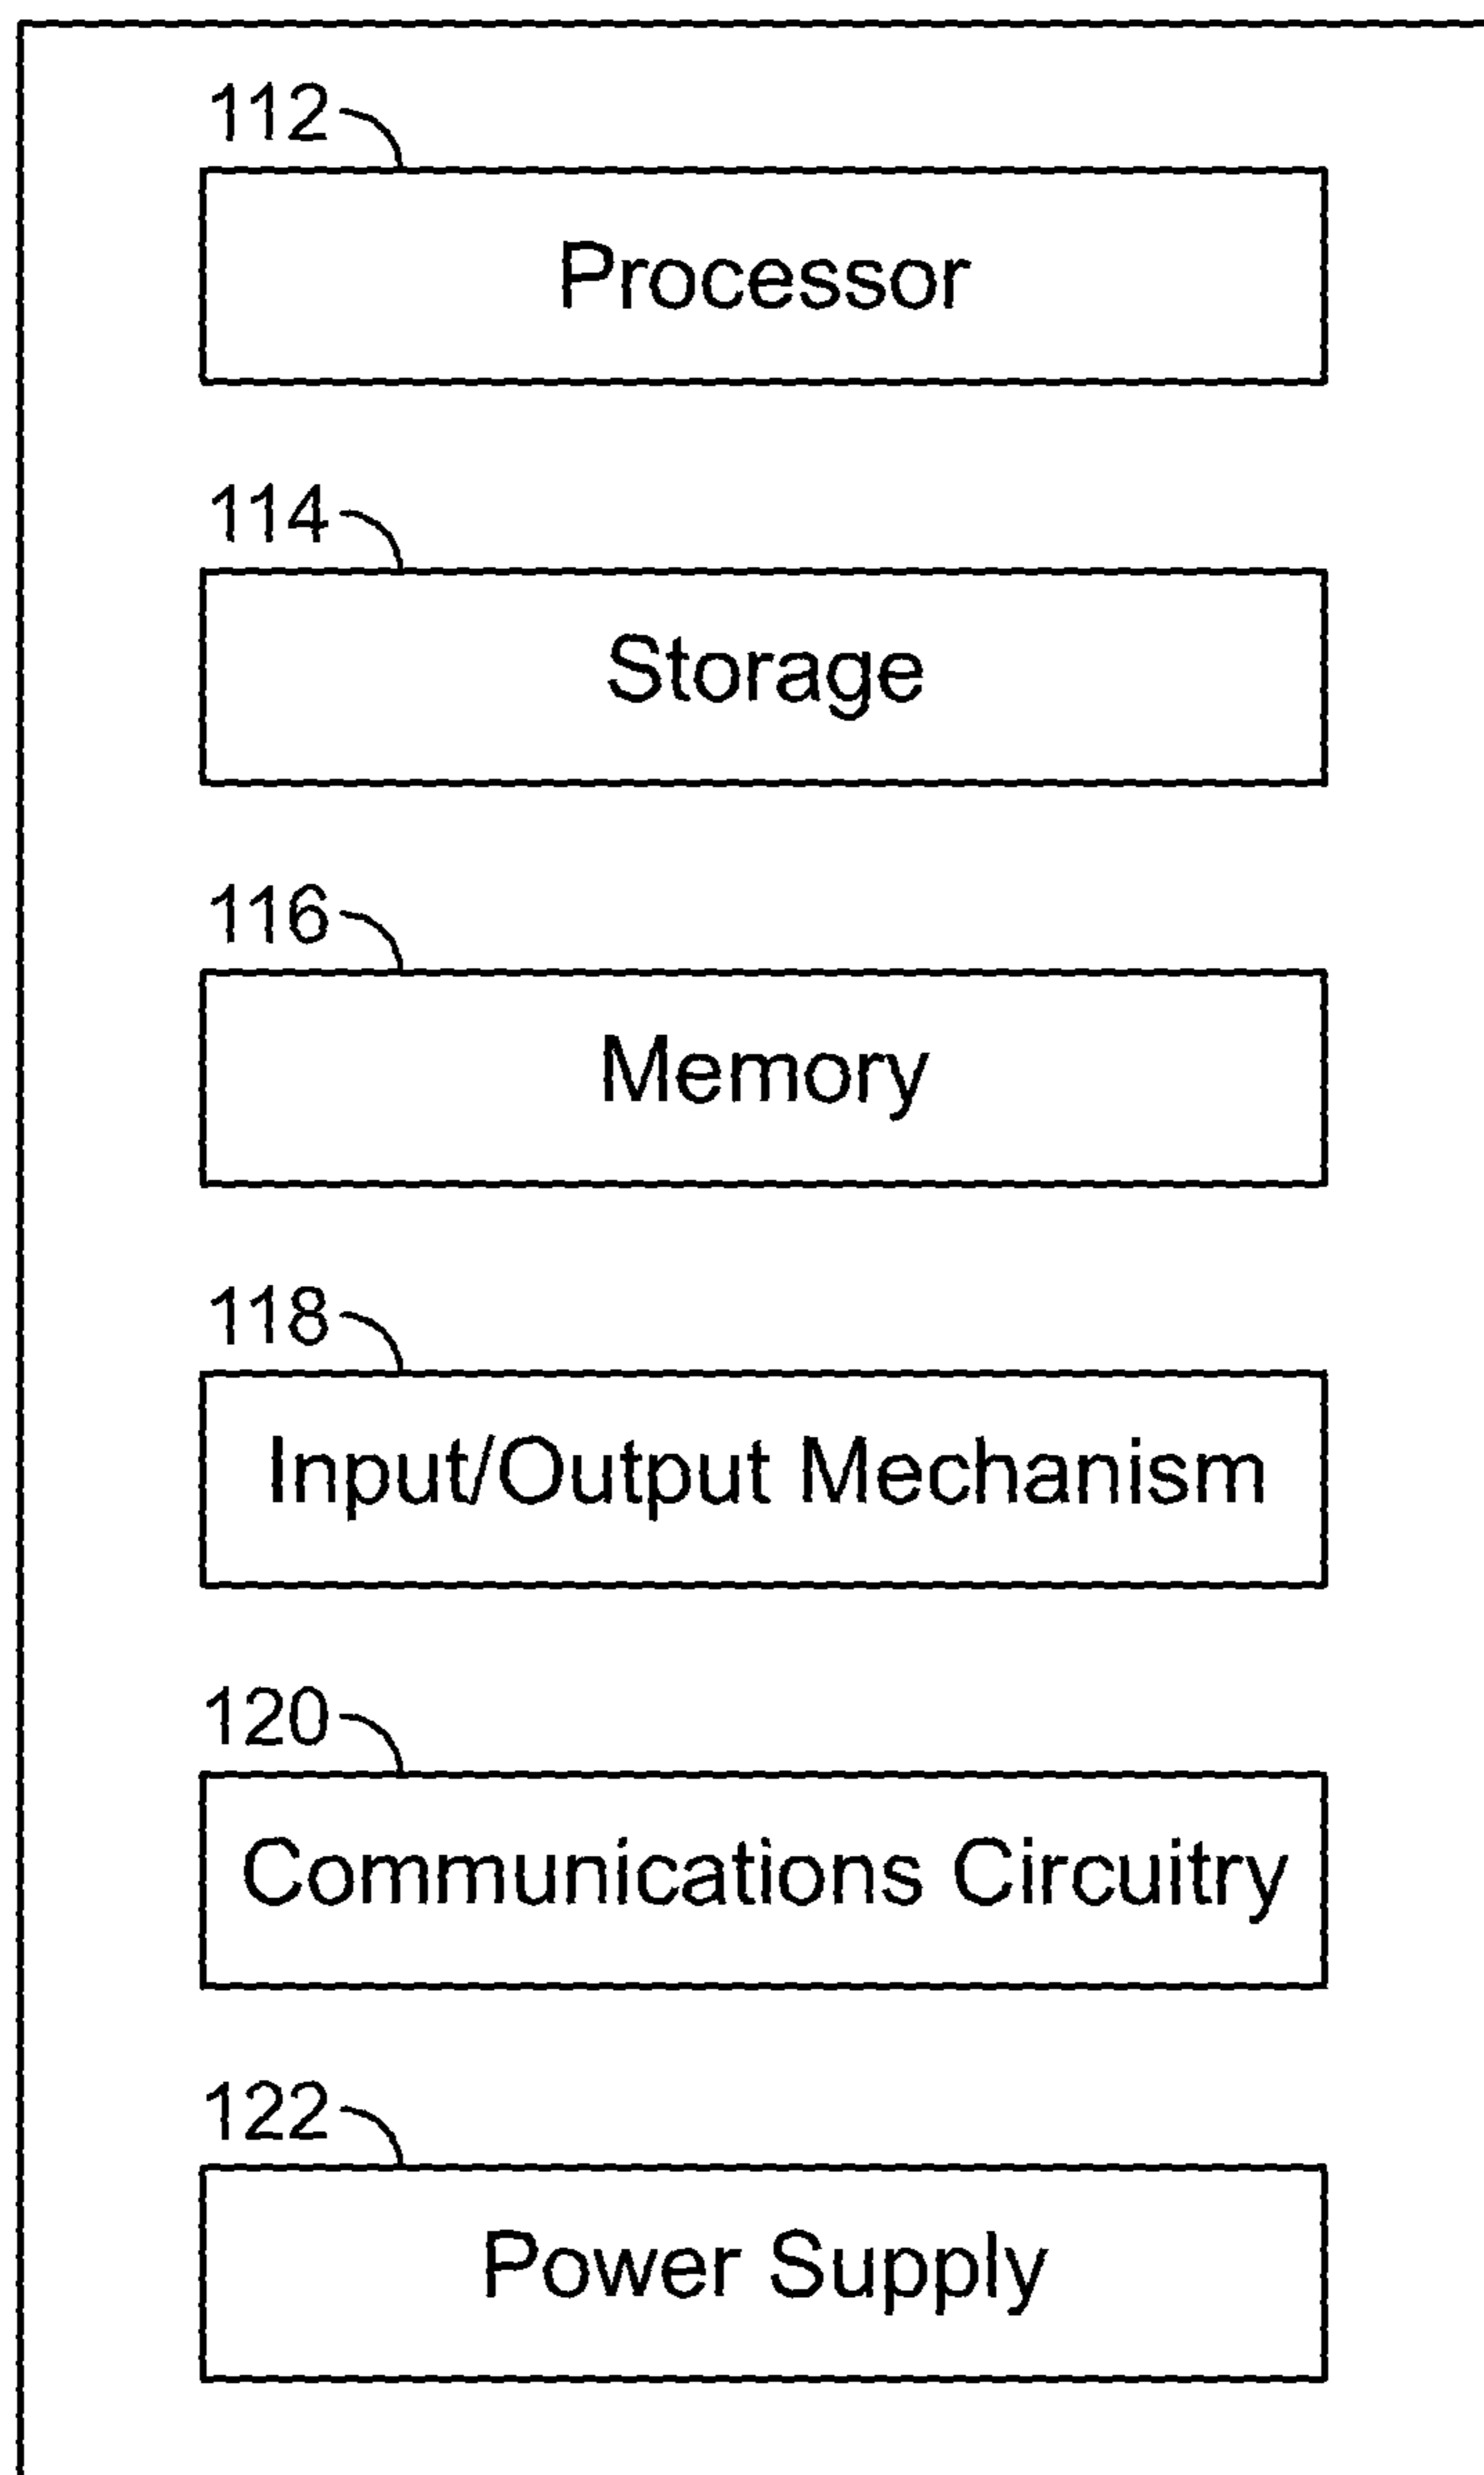 112
Processor
114
Storage
116
Memory
118
Input/Output Mechanism
120
Communications Circuitry
122
Power Supply